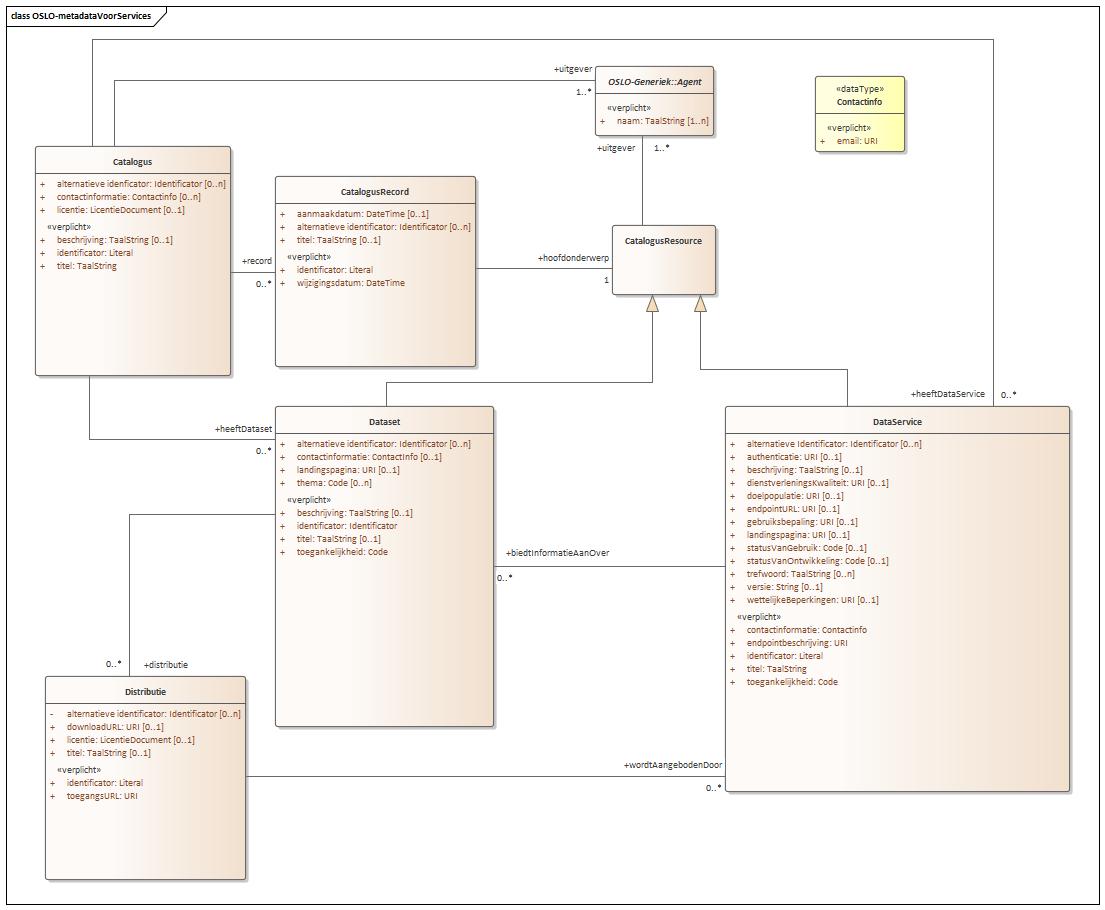 class OSLO-metadataVoorServices
+uitgever
1..*
OSLO-Generiek::Agent
«verplicht»
+ naam: TaalString [1..n]
+uitgever 1..*
«dataType»
Contactinfo
«verplicht»
+ email: URI
Catalogus
+ alternatieve idenficator: Identificator [0..n]
+ contactinformatie: Contactinfo [0..n]
+ licentie: LicentieDocument [0..1]
«verplicht»
+ beschrijving: TaalString [0..1]
+ identificator: Literal
+ titel: TaalString
+record
0..*
CatalogusRecord
+ aanmaakdatum: DateTime [0..1]
+ alternatieve identificator: Identificator [0..n]
+ titel: TaalString [0..1]
«verplicht»
+ identificator: Literal
+ wijzigingsdatum: DateTime
+hoofdonderwerp
1
CatalogusResource
+heeftDataService 0..*
+heeftDataset
0..*
Dataset
+ alternatieve identificator: Identificator [0..n]
+ contactinformatie: ContactInfo [0..1]
+ landingspagina: URI [0..1]
+ thema: Code [0..n]
«verplicht»
+ beschrijving: TaalString [0..1]
+ identificator: Identificator
+ titel: TaalString [0..1]
+ toegankelijkheid: Code
+biedtInformatieAanOver
0..*
DataService
+ alternatieve Identificator: Identificator [0..n]
+ authenticatie: URI [0..1]
+ beschrijving: TaalString [0..1]
+ dienstverleningsKwaliteit: URI [0..1]
+ doelpopulatie: URI [0..1]
+ endpointURL: URI [0..1]
+ gebruiksbepaling: URI [0..1]
+ landingspagina: URI [0..1]
+ statusVanGebruik: Code [0..1]
+ statusVanOntwikkeling: Code [0..1]
+ trefwoord: TaalString [0..n]
+ versie: String [0..1]
+ wettelijkeBeperkingen: URI [0..1]
«verplicht»
+ contactinformatie: Contactinfo
+ endpointbeschrijving: URI
+ identificator: Literal
+ titel: TaalString
+ toegankelijkheid: Code
0..* +distributie
Distributie
- alternatieve identificator: Identificator [0..n]
+ downloadURL: URI [0..1]
+ licentie: LicentieDocument [0..1]
+ titel: TaalString [0..1]
«verplicht»
+ identificator: Literal
+ toegangsURL: URI
+wordtAangebodenDoor
0..*